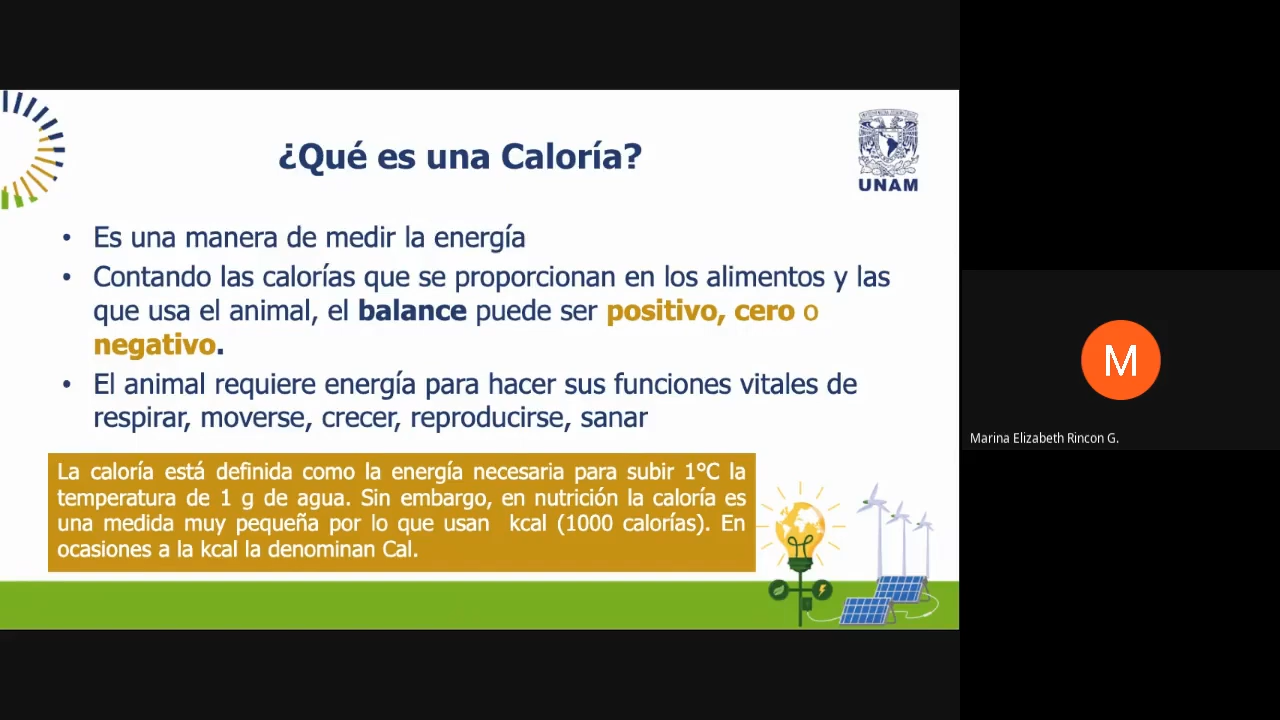 ¿Qué es una Caloría?
UNAM
• Es una manera de medir la energía
• Contando las calorías que se proporcionan en los alimentos y las
que usa el animal, el balance puede ser positivo, cero o
negativo.
• El animal requiere energía para hacer sus funciones vitales de
respirar, moverse, crecer, reproducirse, sanar
La caloría está definida como la energía necesaria para subir 1°C la
temperatura de 1 g de agua. Sin embargo, en nutrición la caloría es
una medida muy pequeña por lo que usan kcal (1000 calorías). En
ocasiones a la kcal la denominan Cal.
M
Marina Elizabeth Rincon G.